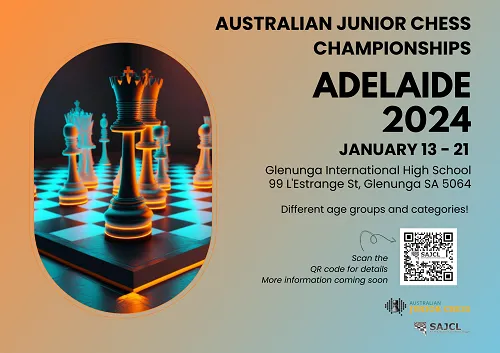 AUSTRALIAN JUNIOR CHESS
CHAMPIONSHIPS
ADELAIDE
2024
JANUARY 13 - 21
Glenunga International High School
99 L'Estrange St, Glenunga SA 5064
Different age groups and categories!
Scan the
QR code for details
More information coming soon
SAJCL
AUSTRALIAN
JUNIOR CHESS
SAJCL